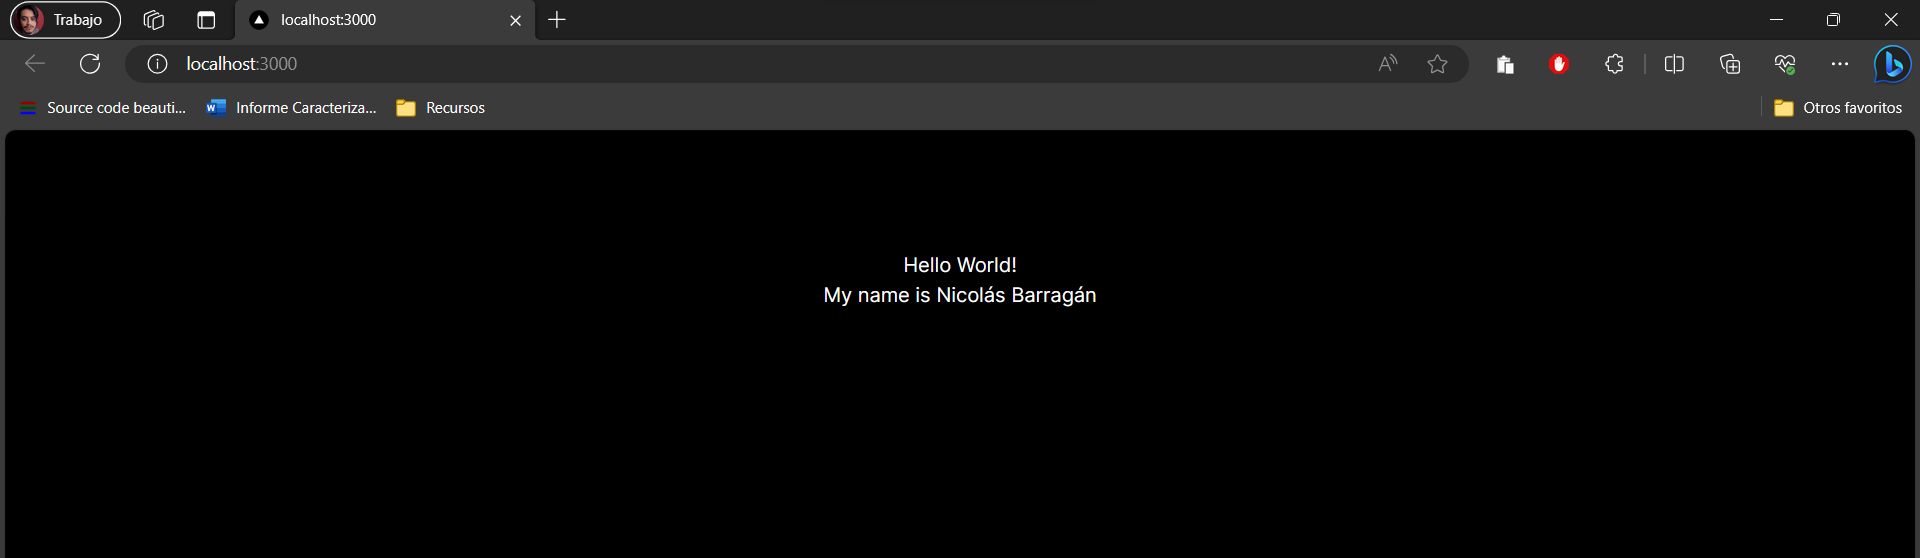 Trabajo
localhost:3000
localhost:3000
Source code beauti...
Informe Caracteriza...
Recursos
Otros favoritos
Hello World!
My name is Nicolás Barragán